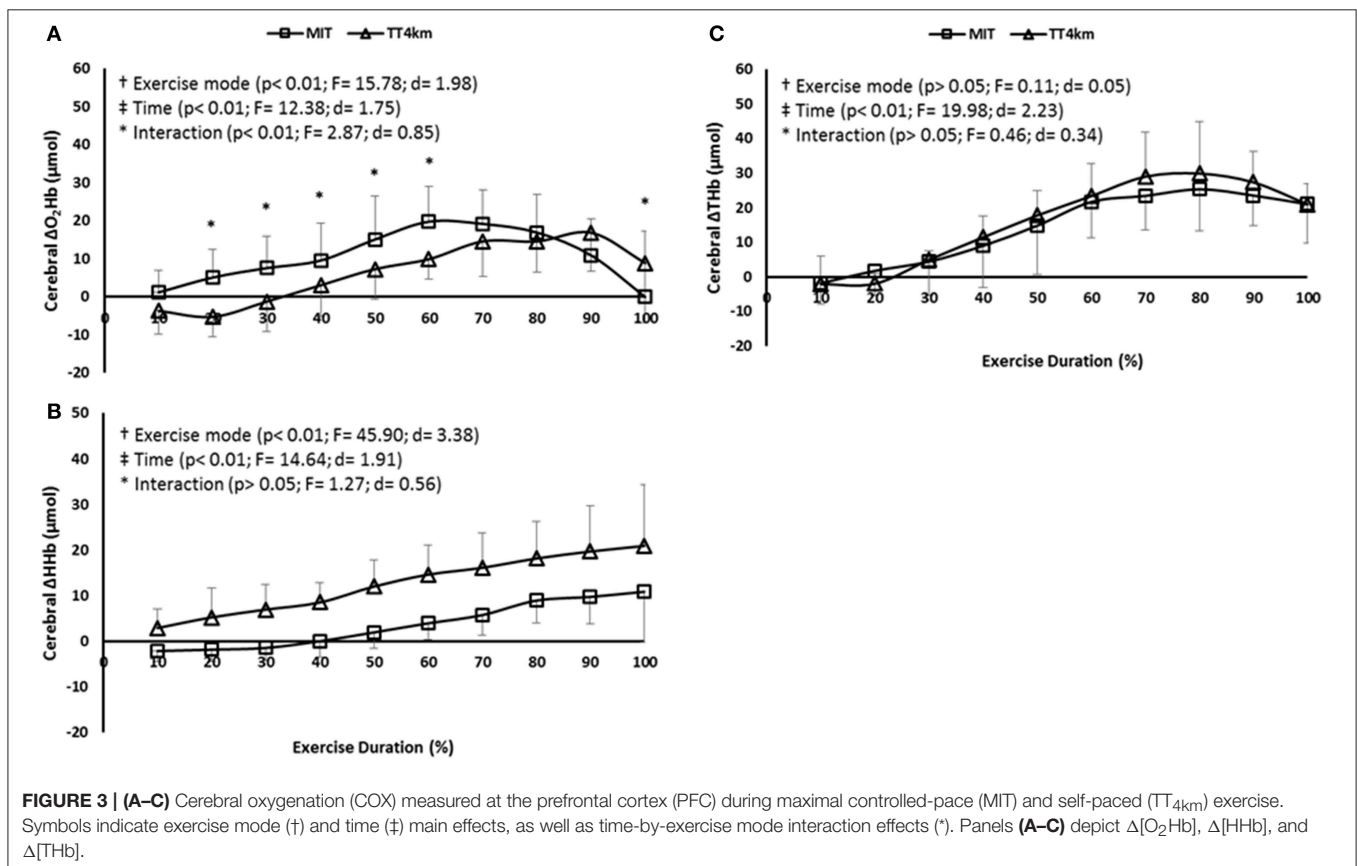 A
MIT TT4km
† Exercise mode (p< 0.01; F= 15.78; d= 1.98)
‡ Time (p< 0.01; F= 12.38; d= 1.75)
* Interaction (p< 0.01; F= 2.87; d= 0.85)
Cerebral ΔO₂Hb (µmol)
60
50
40
30
20
10
0
-10
-20
* * * * * *
0 10 20 30 40 50 60 70 80 90 100
B
† Exercise mode (p< 0.01; F= 45.90; d= 3.38)
‡ Time (p< 0.01; F= 14.64; d= 1.91)
* Interaction (p> 0.05; F= 1.27; d= 0.56)
Cerebral ΔHHb (µmol)
50
40
30
20
10
0
-10
-20
0 10 20 30 40 50 60 70 80 90 100
Exercise Duration (%)
C
MIT TT4km
† Exercise mode (p> 0.05; F= 0.11; d= 0.05)
‡ Time (p< 0.01; F= 19.98; d= 2.23)
* Interaction (p> 0.05; F= 0.46; d= 0.34)
Cerebral ΔTHb (µmol)
60
50
40
30
20
10
0
-10
-20
0 10 20 30 40 50 60 70 80 90 100
Exercise Duration (%)
FIGURE 3 | (A–C) Cerebral oxygenation (COX) measured at the prefrontal cortex (PFC) during maximal controlled-pace (MIT) and self-paced (TT4km) exercise.
Symbols indicate exercise mode (†) and time (‡) main effects, as well as time-by-exercise mode interaction effects (*). Panels (A–C) depict Δ[O₂Hb], Δ[HHb], and
Δ[THb].